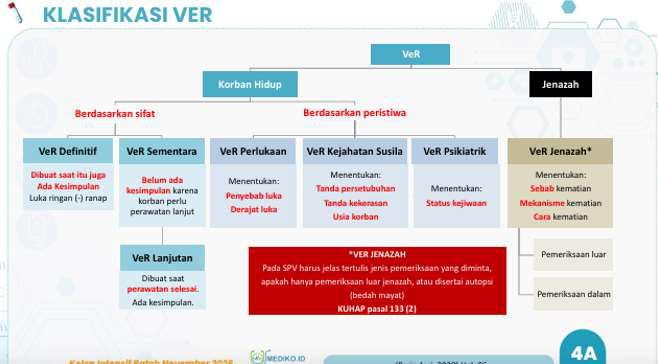 KLASIFIKASI VER
VeR
Korban Hidup
Jenazah
Berdasarkan sifat
Berdasarkan peristiwa
VeR Definitif
Dibuat saat itu juga
Ada Kesimpulan
Luka ringan (-) ranap
VeR Sementara
Belum ada
kesimpulan karena
korban perlu
perawatan lanjut
VeR Perlukaan
Menentukan:
Penyebab luka
Derajat luka
VeR Kejahatan Susila
Menentukan:
Tanda persetubuhan
Tanda kekerasan
Usia korban
VeR Psikiatrik
Menentukan:
Status kejiwaan
VeR Jenazah*
Menentukan:
Sebab kematian
Mekanisme kematian
Cara kematian
VeR Lanjutan
Dibuat saat
perawatan selesai.
Ada kesimpulan.
*VER JENAZAH
Pada SPV harus jelas tertulis jenis pemeriksaan yang diminta,
apakah hanya pemeriksaan luar jenazah, atau disertai autopsi
(bedah mayat)
KUHAP pasal 133 (2)
Pemeriksaan luar
Pemeriksaan dalam
Kelas Intensif Batch November 2025
MEDIKO.ID
4A